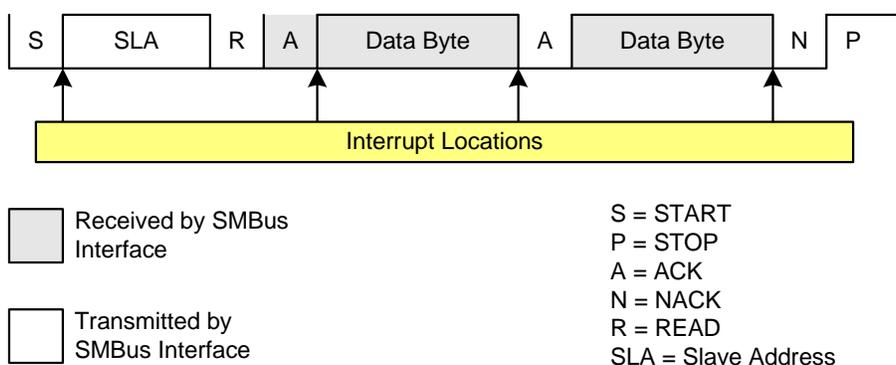 S SLA R A Data Byte A Data Byte N P
Interrupt Locations
Received by SMBus
Interface
Transmitted by
SMBus Interface
S = START
P = STOP
A = ACK
N = NACK
R = READ
SLA = Slave Address